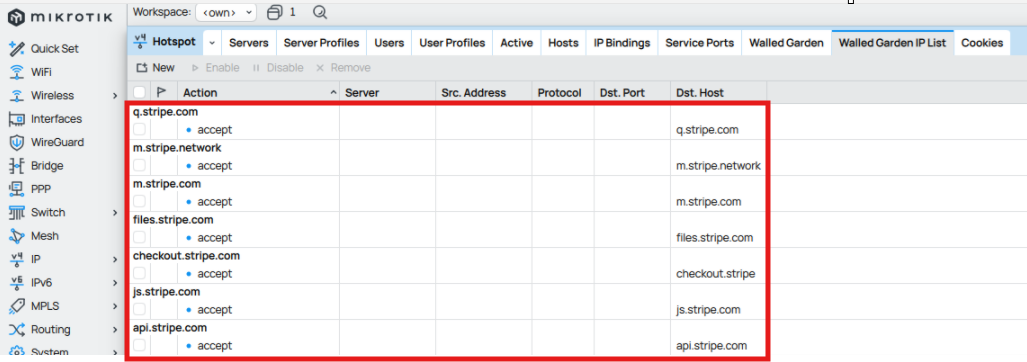 MIKROTIK
Workspace: <own> 1
Hotspot Servers Server Profiles Users User Profiles Active Hosts IP Bindings Service Ports Walled Garden Walled Garden IP List Cookies
New Enable Disable Remove
Action Server Src. Address Protocol Dst. Port Dst. Host
q.stripe.com
accept q.stripe.com
m.stripe.network
accept m.stripe.network
m.stripe.com
accept m.stripe.com
files.stripe.com
accept files.stripe.com
checkout.stripe.com
accept checkout.stripe
js.stripe.com
accept js.stripe.com
api.stripe.com
accept api.stripe.com
Quick Set
WiFi
Wireless
Interfaces
WireGuard
Bridge
PPP
Switch
Mesh
IP
IPv6
MPLS
Routing
System